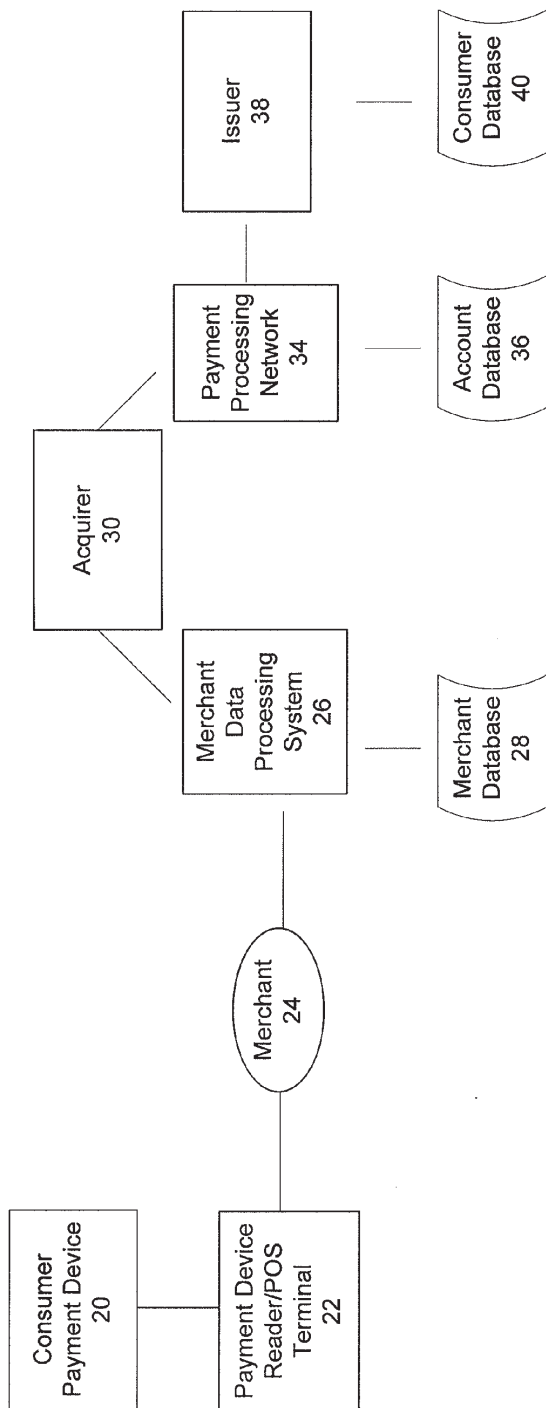 Consumer
Payment Device
20
Payment Device
Reader/POS
Terminal
22
Merchant
24
Merchant
Data
Processing
System
26
Merchant
Database
28
Acquirer
30
Payment
Processing
Network
34
Account
Database
36
Issuer
38
Consumer
Database
40